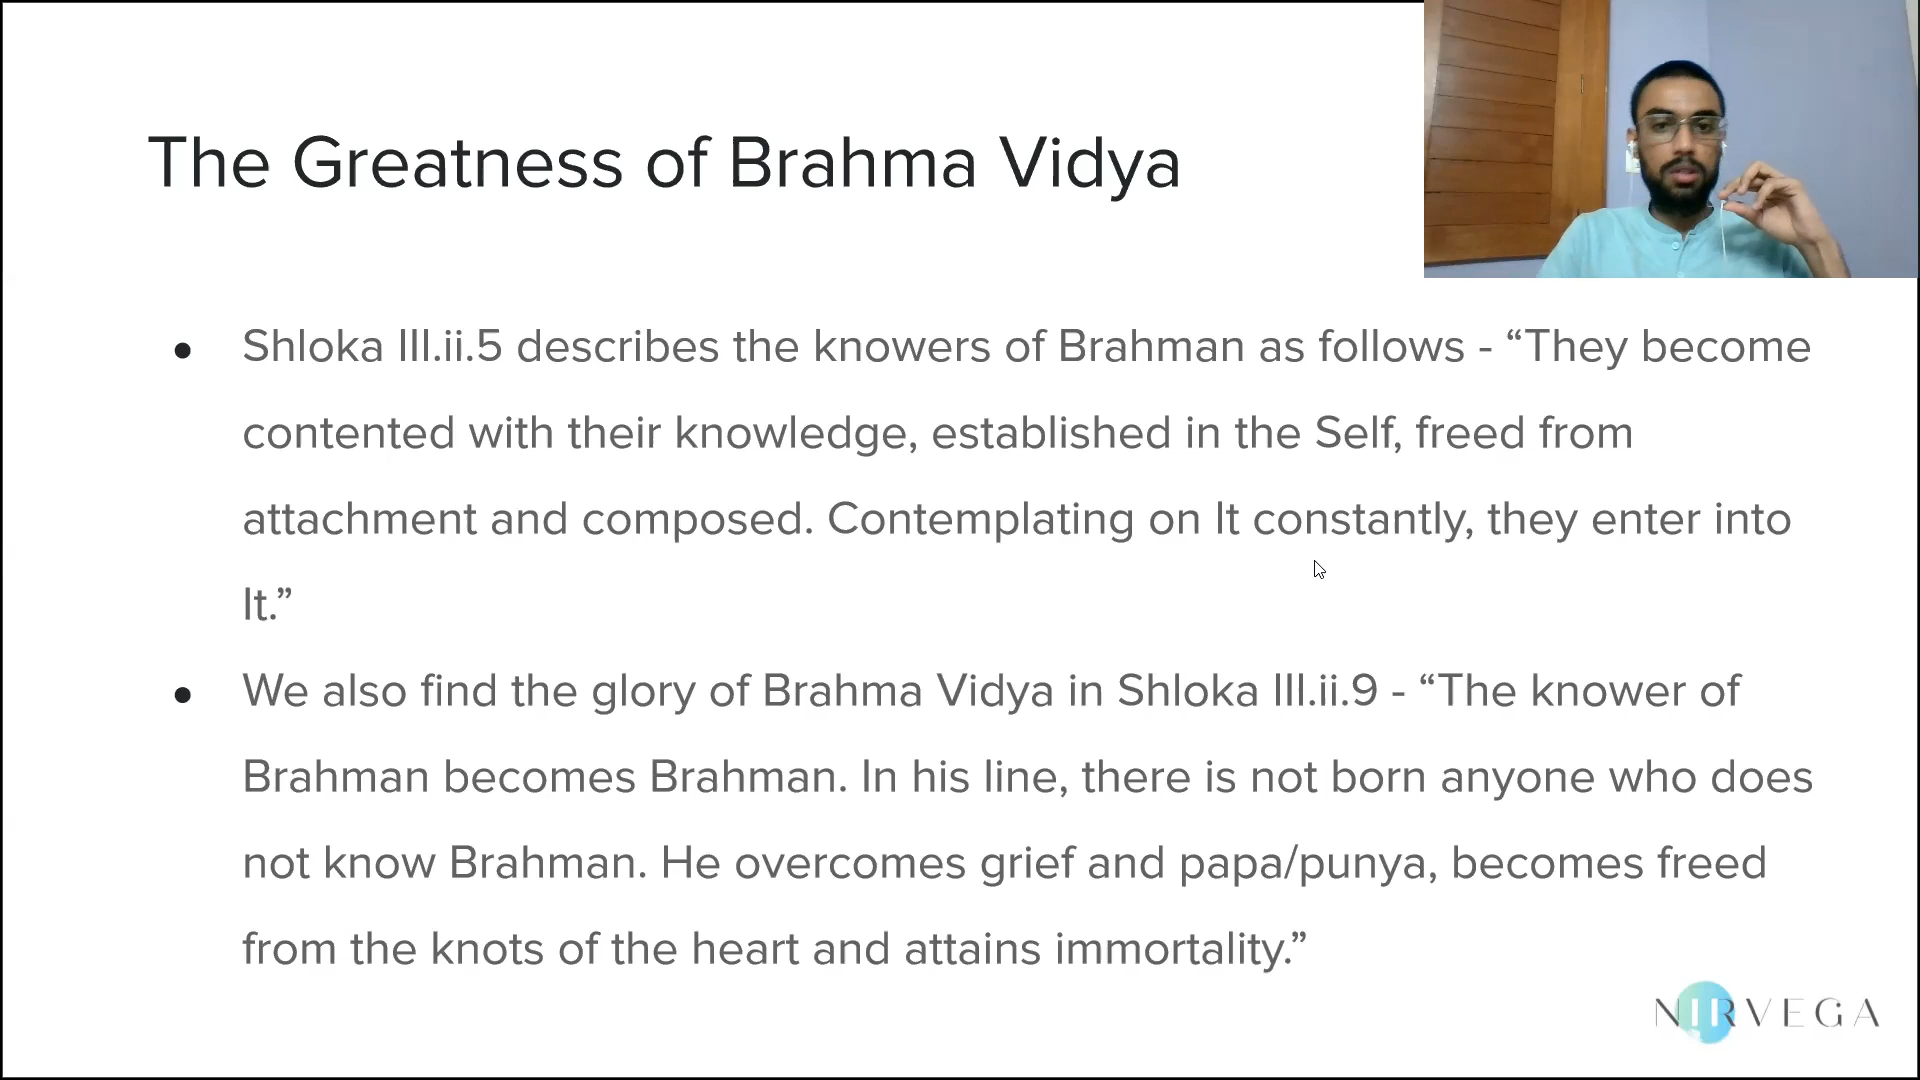 The Greatness of Brahma Vidya
● Shloka III.ii.5 describes the knowers of Brahman as follows - “They become
contented with their knowledge, established in the Self, freed from
attachment and composed. Contemplating on It constantly, they enter into
It.”
● We also find the glory of Brahma Vidya in Shloka III.ii.9 - “The knower of
Brahman becomes Brahman. In his line, there is not born anyone who does
not know Brahman. He overcomes grief and papa/punya, becomes freed
from the knots of the heart and attains immortality.”
NIRVEGA